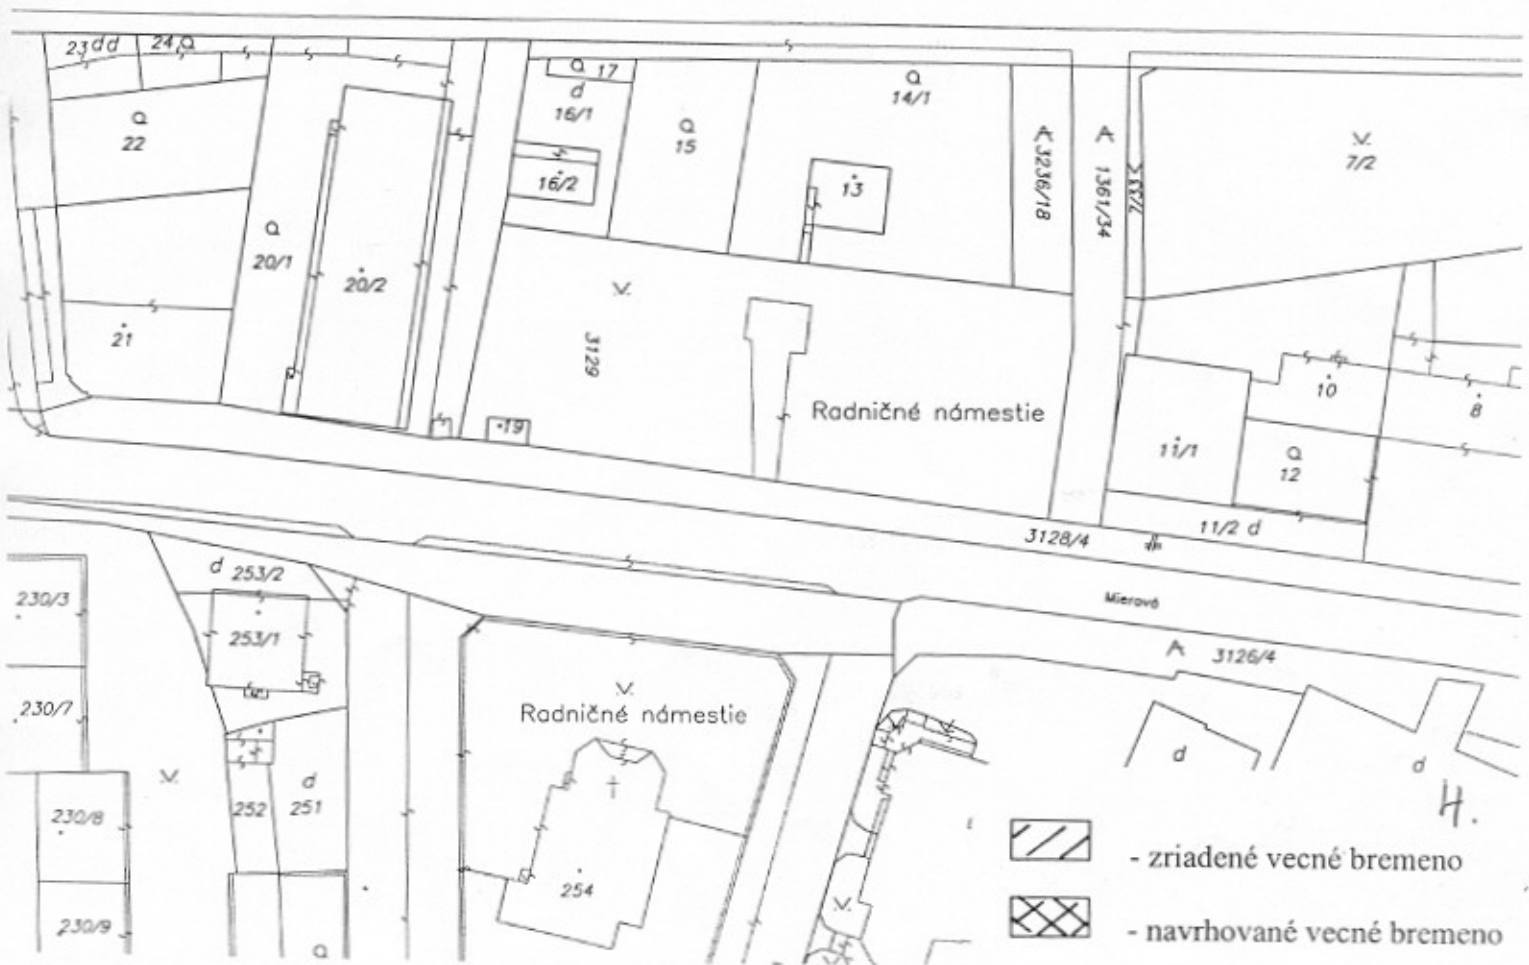 23 d d
24 a
a 17
d
16/1
a
14/1
a
22
a
15
V.
7/2
16/2
13
A 3236/18
A 1361/34
7/33
a
20/1
20/2
V.
3129
21
19
Radničné námestie
10
8
11/1
a
12
11/2 d
3128/4
d 253/2
230/3
253/1
Mierová
A 3126/4
230/7
V.
Radničné námestie
d
d
V.
d
251
252
230/8
H.
- zriadené vecné bremeno
254
V.
230/9
a
- navrhované vecné bremeno